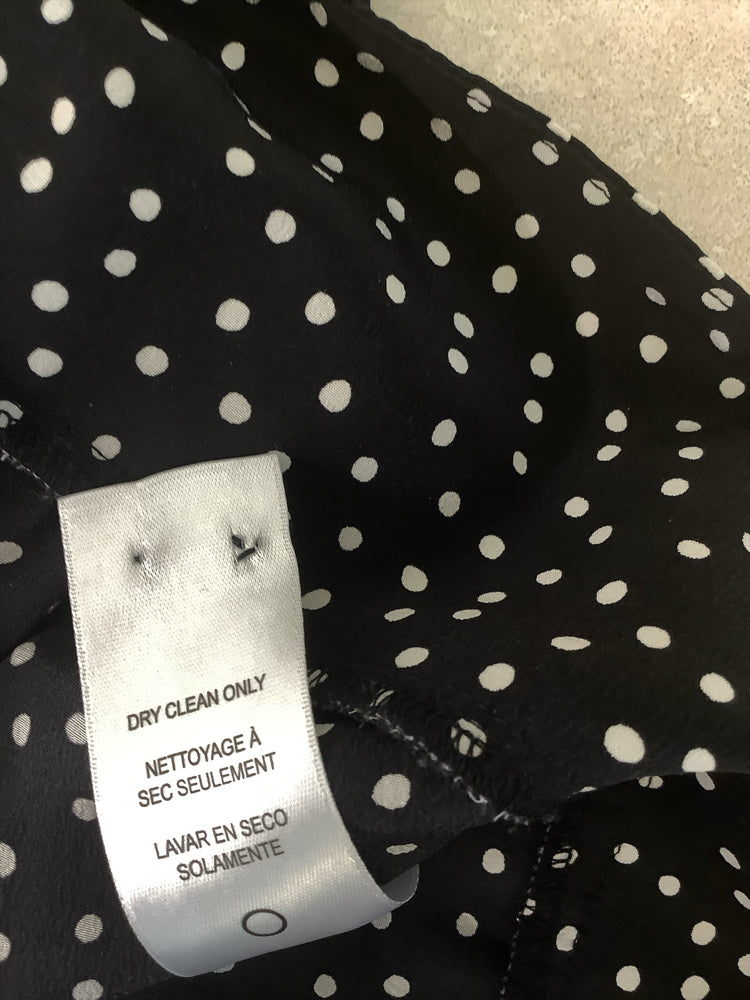 DRY CLEAN ONLY
NETTOYAGE À
SEC SEULEMENT
LAVAR EN SECO
SOLAMENTE